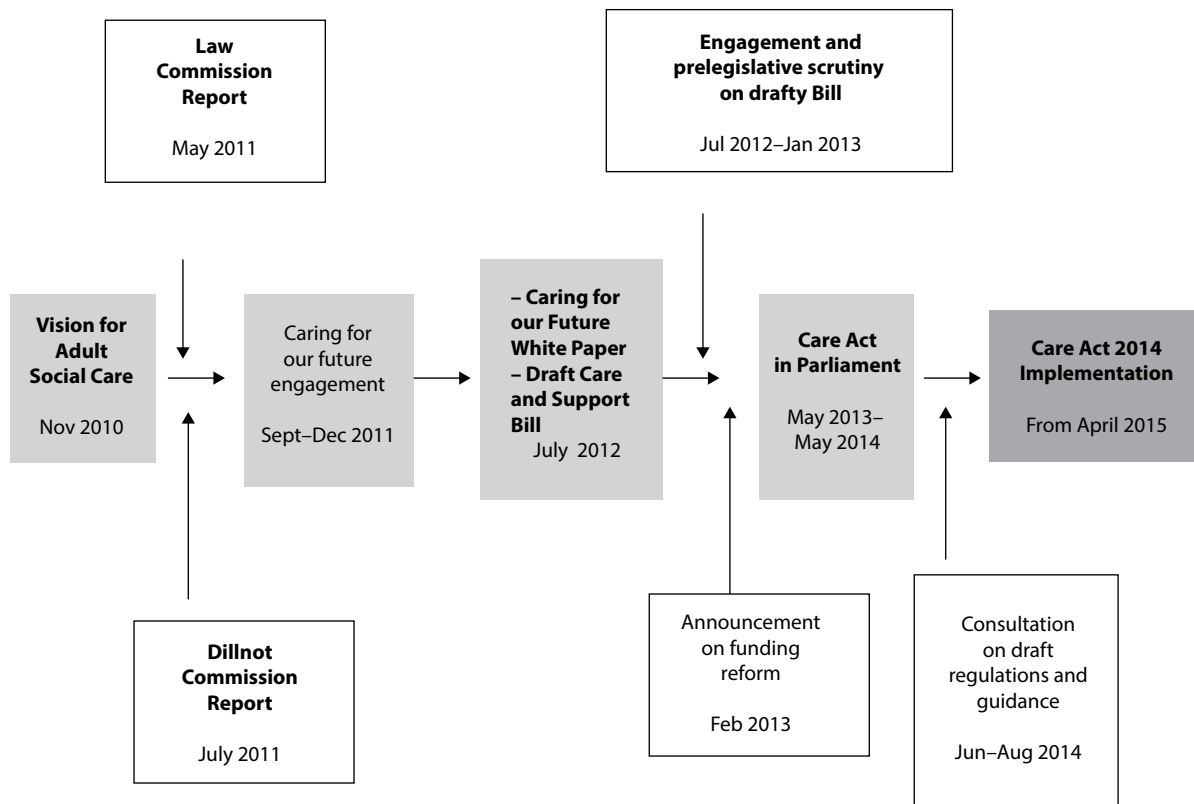 Law
Commission
Report
May 2011
Engagement and
prelegislative scrutiny
on drafty Bill
Jul 2012–Jan 2013
Vision for
Adult
Social Care
Nov 2010
Caring for
our future
engagement
Sept–Dec 2011
– Caring for
our Future
White Paper
– Draft Care
and Support
Bill
July 2012
Care Act
in Parliament
May 2013–
May 2014
Care Act 2014
Implementation
From April 2015
Dillnot
Commission
Report
July 2011
Announcement
on funding
reform
Feb 2013
Consultation
on draft
regulations and
guidance
Jun–Aug 2014